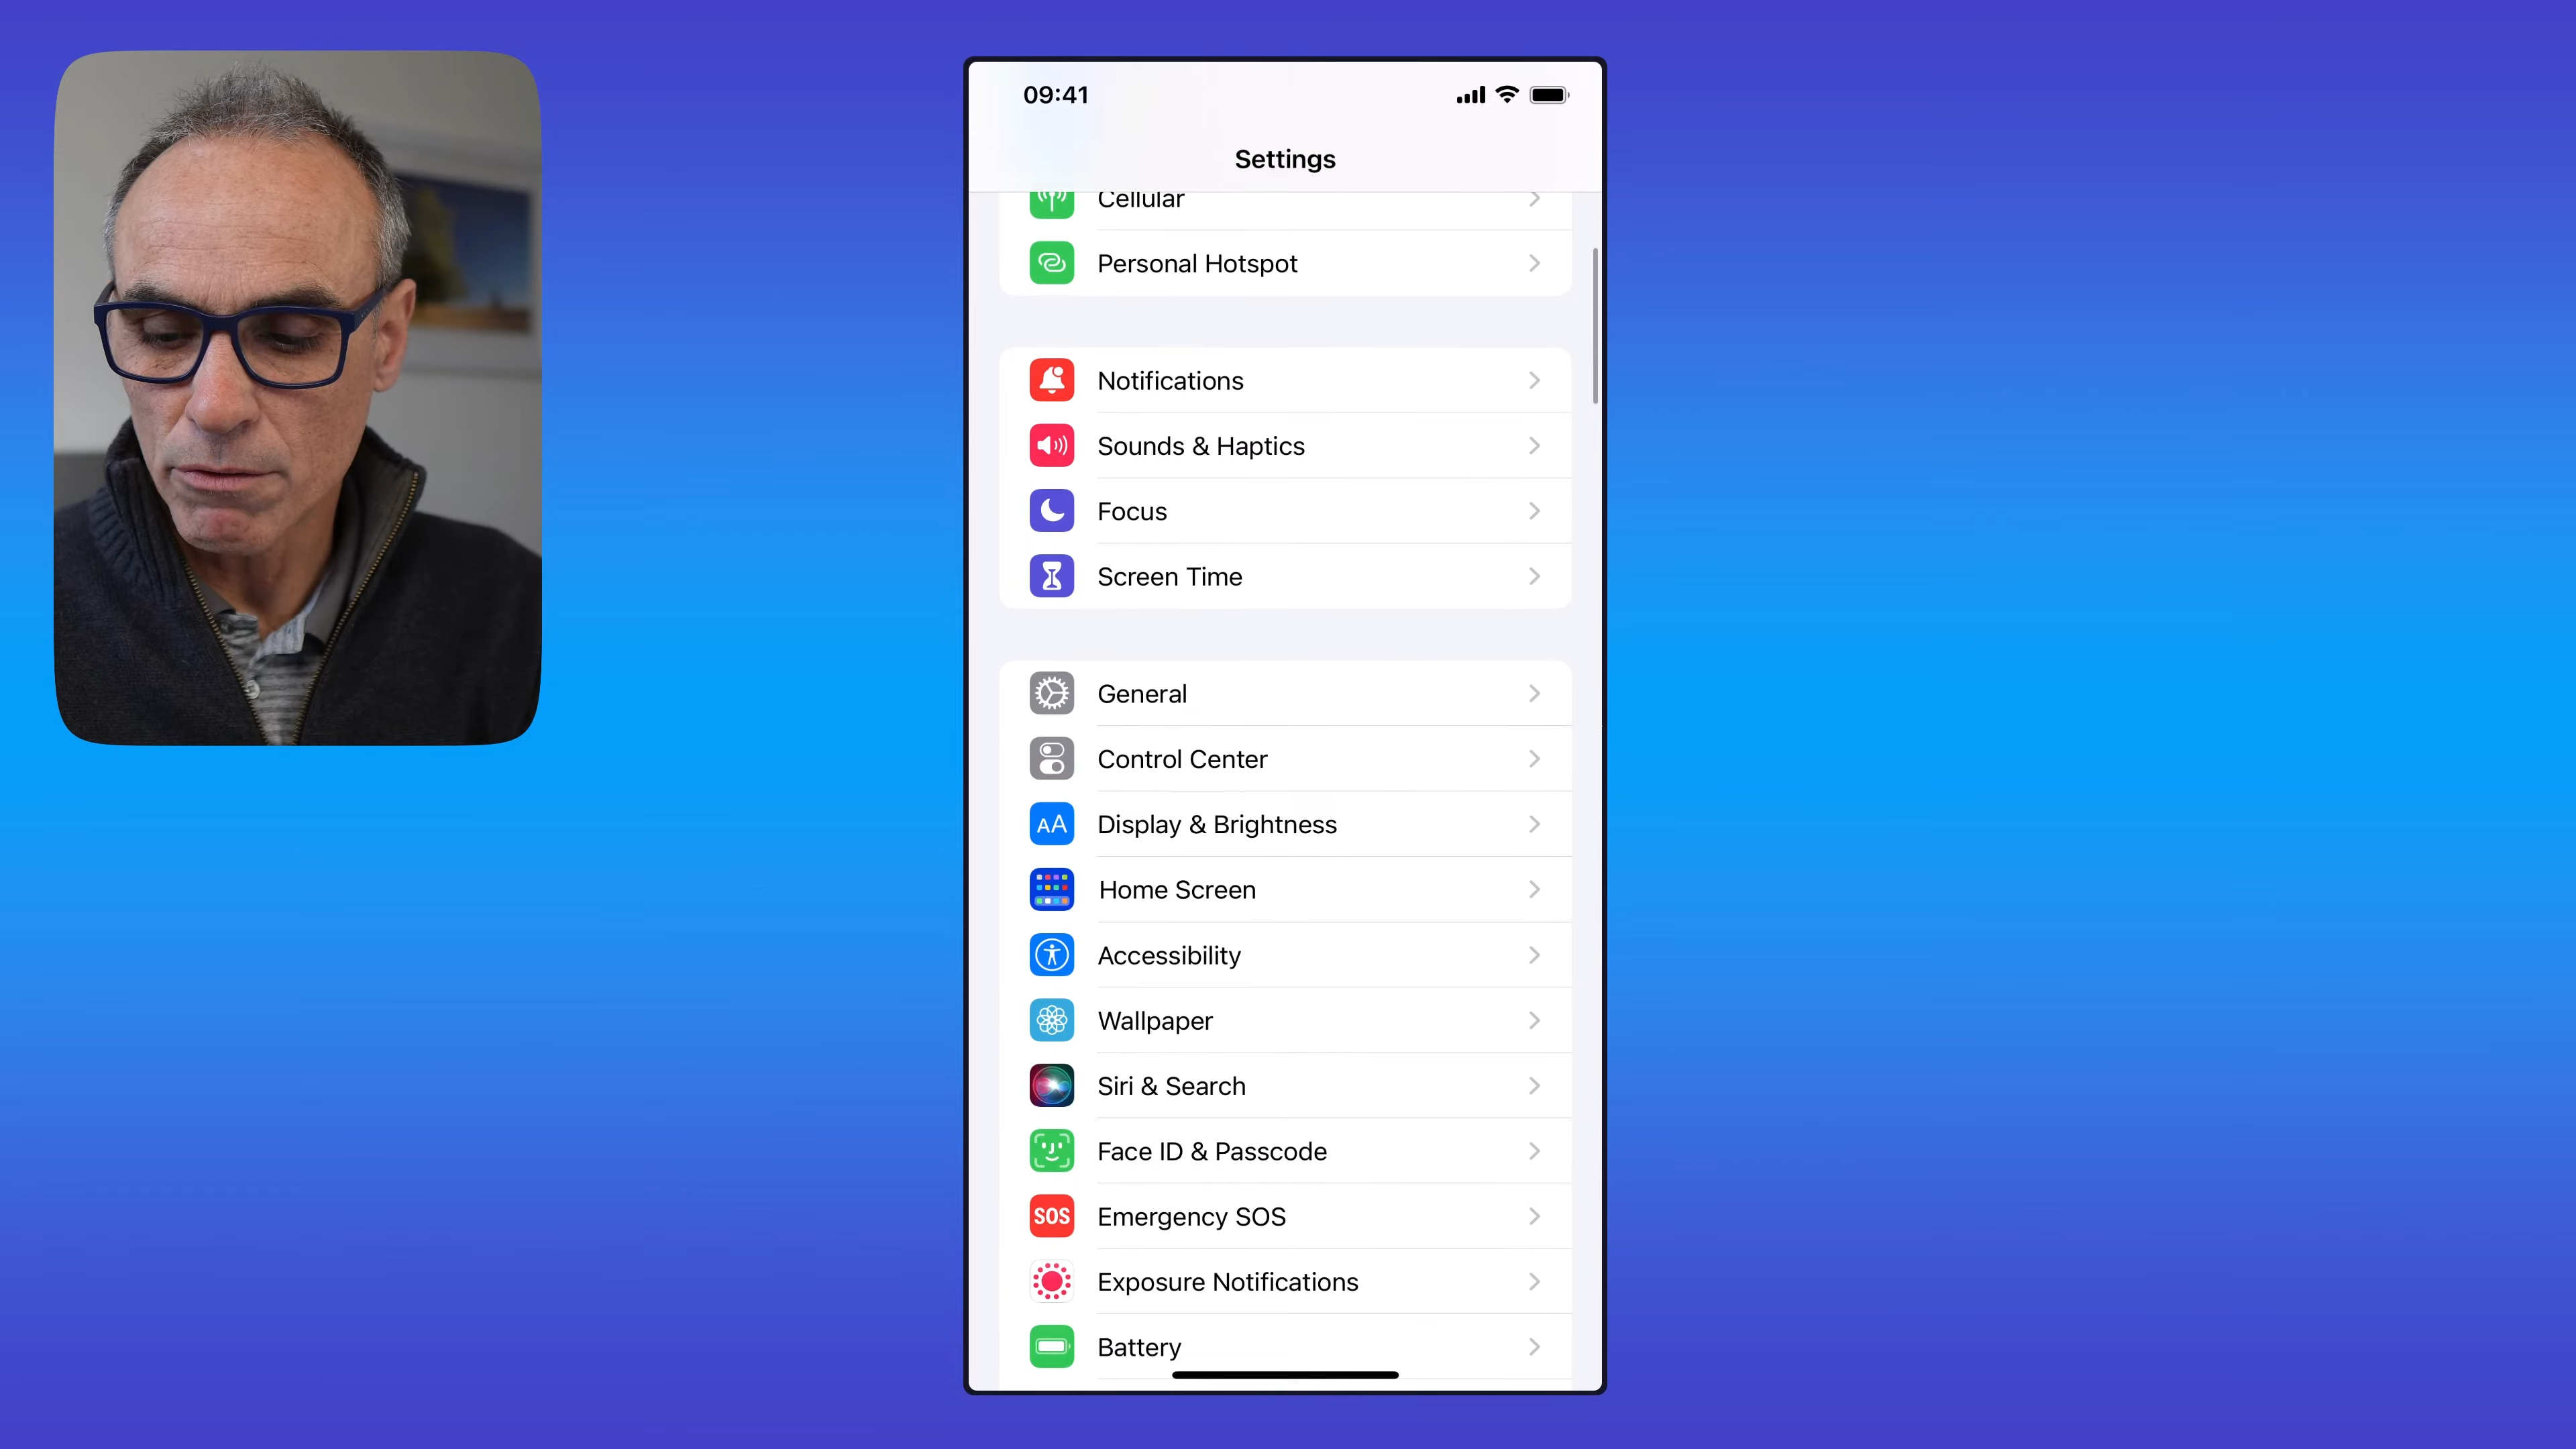 09:41
Settings
Cellular
Personal Hotspot
Notifications
Sounds & Haptics
Focus
Screen Time
General
Control Center
AA Display & Brightness
Home Screen
Accessibility
Wallpaper
Siri & Search
Face ID & Passcode
SOS Emergency SOS
Exposure Notifications
Battery